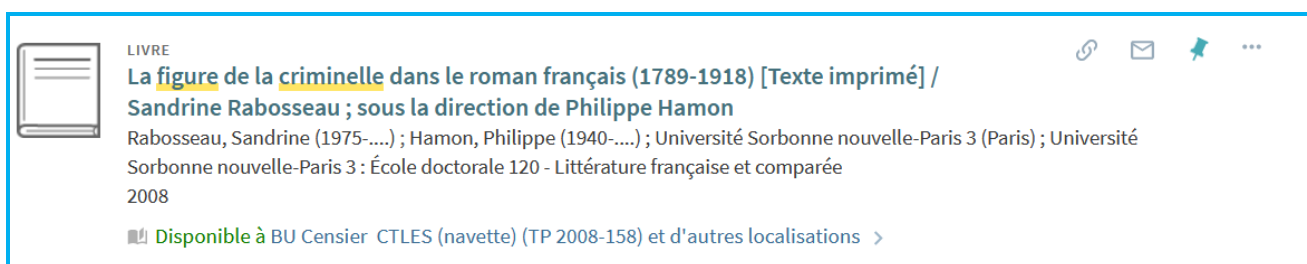 LIVRE
La figure de la criminelle dans le roman français (1789-1918) [Texte imprimé] /
Sandrine Rabosseau ; sous la direction de Philippe Hamon
Rabosseau, Sandrine (1975-....) ; Hamon, Philippe (1940-....) ; Université Sorbonne nouvelle-Paris 3 (Paris) ; Université
Sorbonne nouvelle-Paris 3 : École doctorale 120 - Littérature française et comparée
2008
Disponible à BU Censier CTLES (navette) (TP 2008-158) et d'autres localisations >